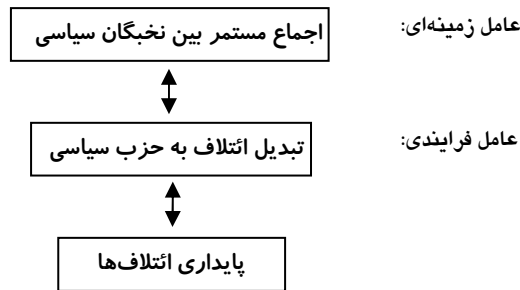 عامل زمینه‌ای:
اجماع مستمر بین نخبگان سیاسی
عامل فرایندی:
تبدیل ائتلاف به حزب سیاسی
پایداری ائتلاف‌ها